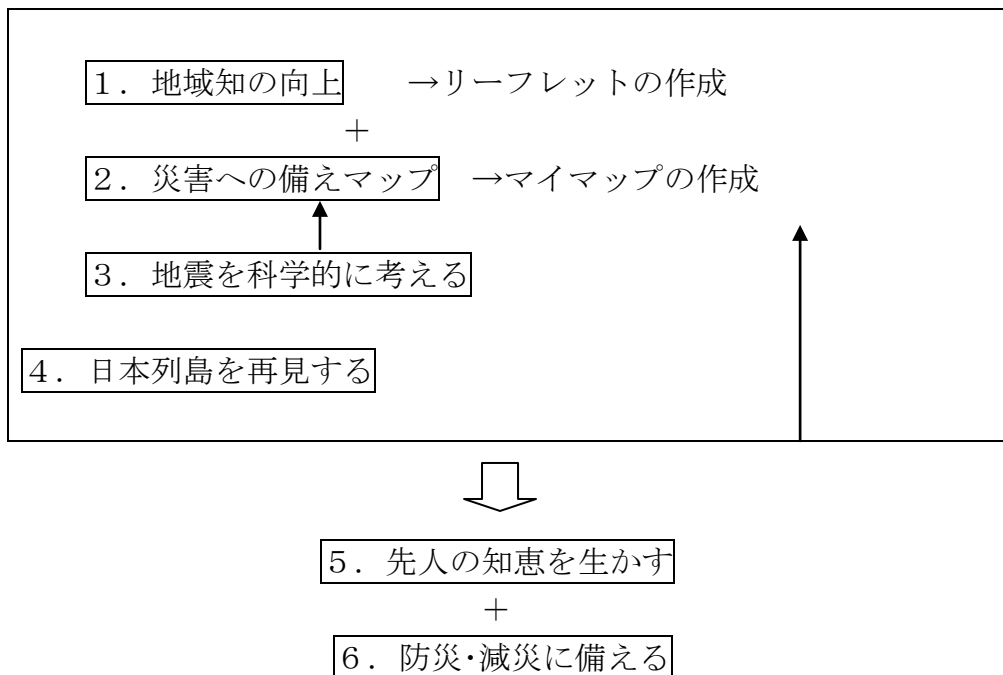 1．地域知の向上　→リーフレットの作成
＋
2．災害への備えマップ　→マイマップの作成
3．地震を科学的に考える
4．日本列島を再見する
5．先人の知恵を生かす
＋
6．防災･減災に備える